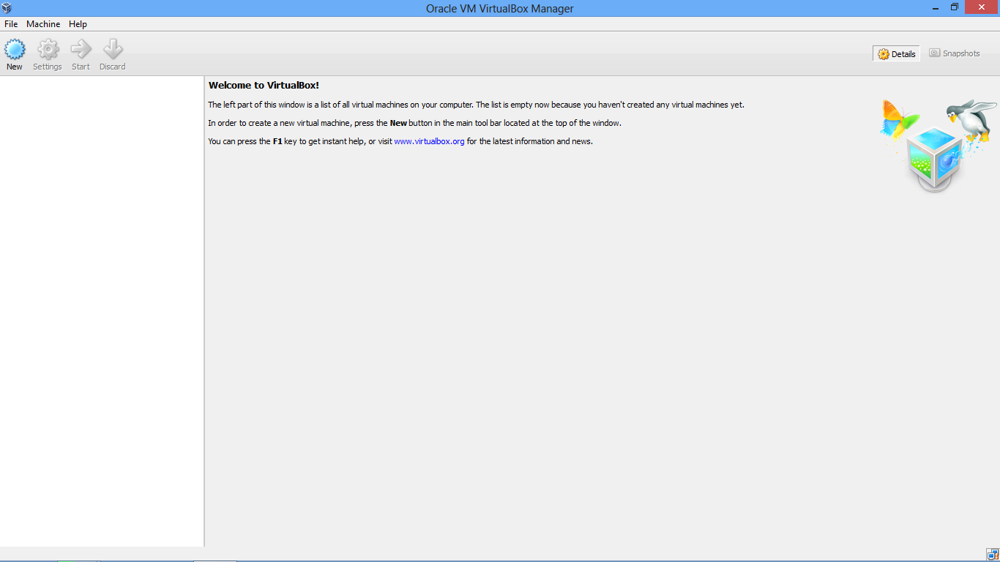 Oracle VM VirtualBox Manager
File Machine Help
New Settings Start Discard
Details Snapshots
Welcome to VirtualBox!
The left part of this window is a list of all virtual machines on your computer. The list is empty now because you haven't created any virtual machines yet.
In order to create a new virtual machine, press the New button in the main tool bar located at the top of the window.
You can press the F1 key to get instant help, or visit www.virtualbox.org for the latest information and news.